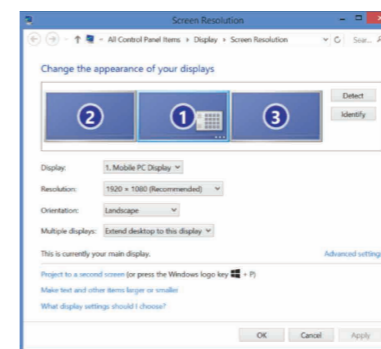 Screen Resolution
All Control Panel Items Display Screen Resolution
Change the appearance of your displays
2 1 3
Detect
Identify
Display: 1. Mobile PC Display
Resolution: 1920 × 1080 (Recommended)
Orientation: Landscape
Multiple displays: Extend desktop to this display
This is currently your main display.
Advanced settings
Project to a second screen (or press the Windows logo key + P)
Make text and other items larger or smaller
What display settings should I choose?
OK Cancel Apply